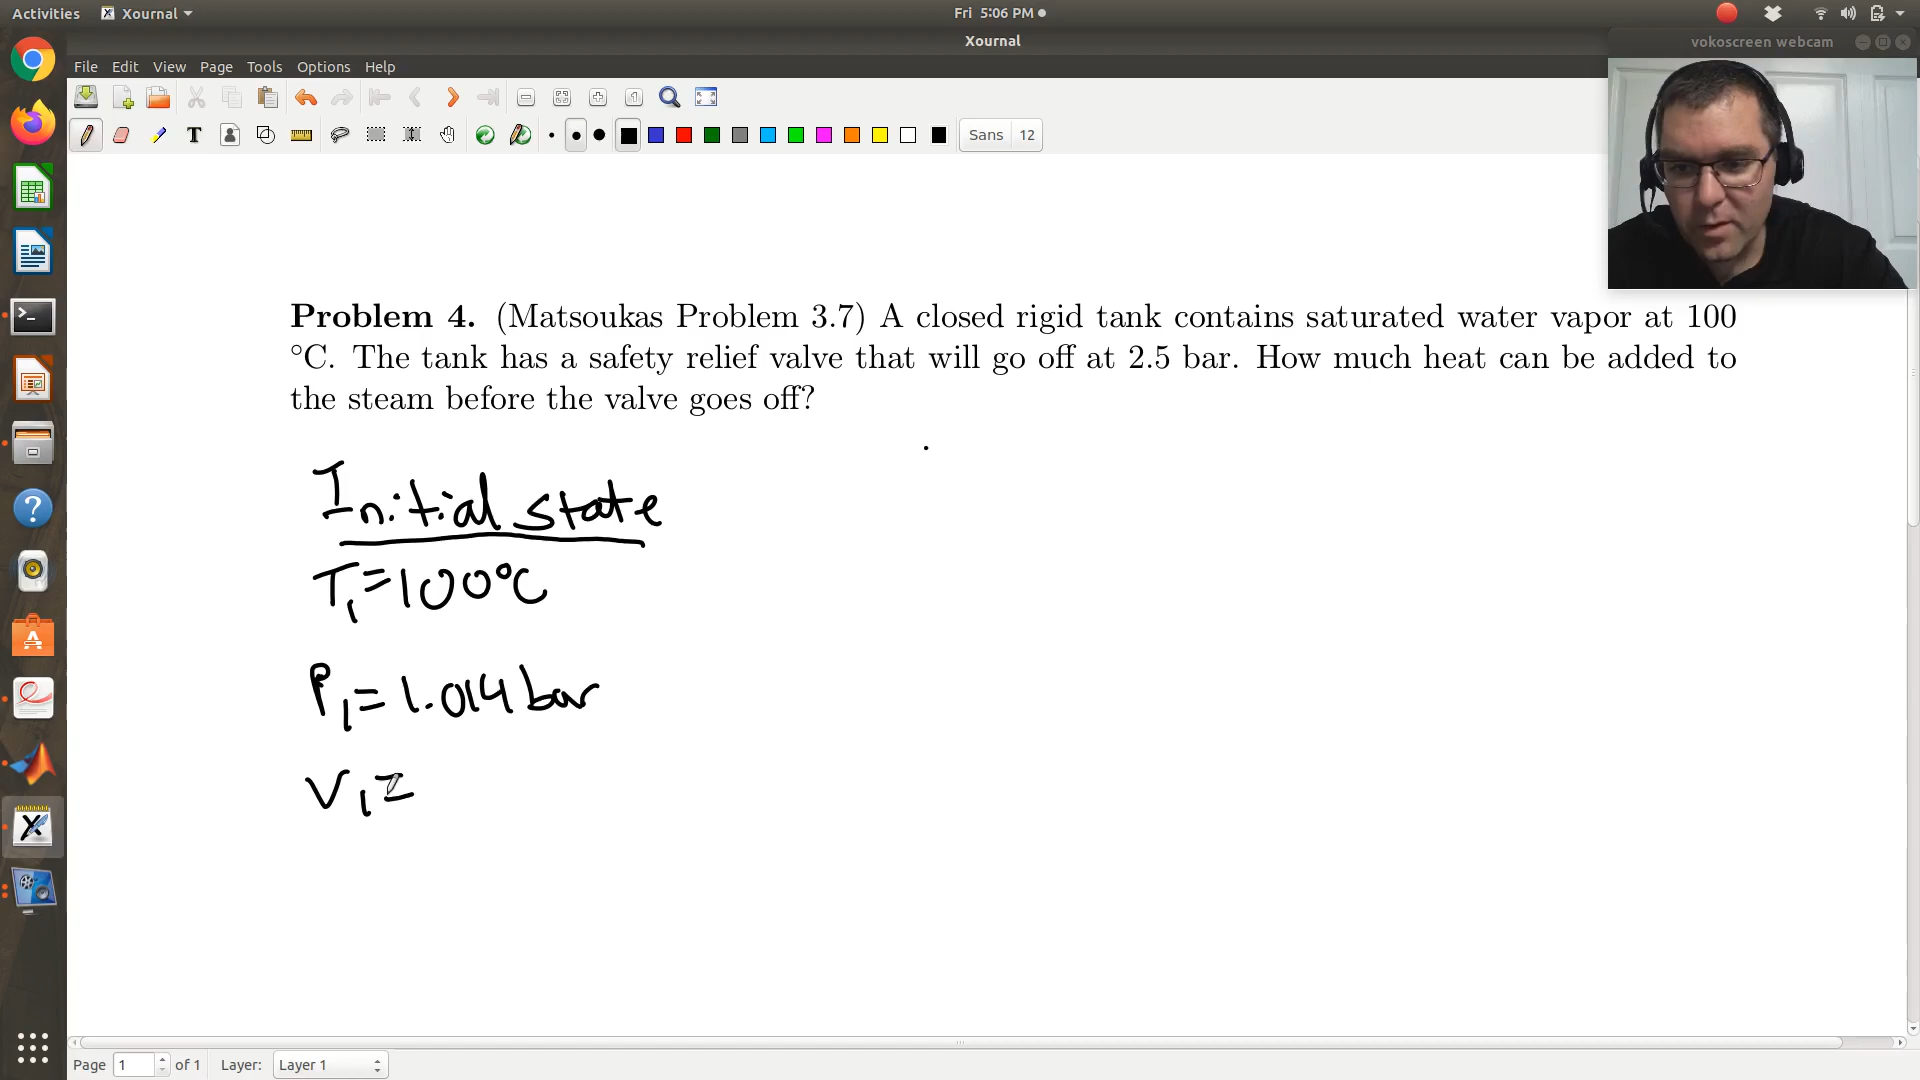 Activities Xournal Fri 5:06 PM
Xournal
vokoscreen webcam
File Edit View Page Tools Options Help
T Sans 12
Problem 4. (Matsoukas Problem 3.7) A closed rigid tank contains saturated water vapor at 100
°C. The tank has a safety relief valve that will go off at 2.5 bar. How much heat can be added to
the steam before the valve goes off?
Initial state
T₁=100°C
P₁=1.014 bar
V₁=
Page 1 of 1 Layer: Layer 1